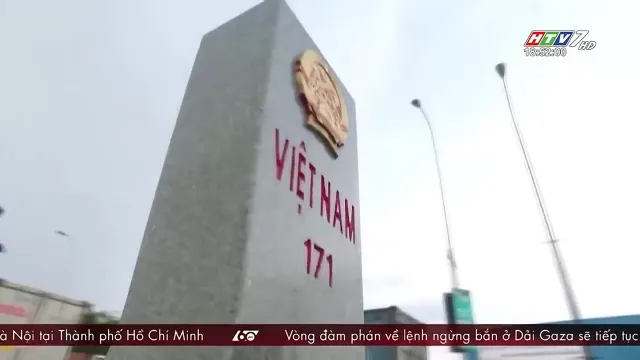 HTV7 HD
18:52:00
VIỆT NAM
171
à Nội tại Thành phố Hồ Chí Minh
60
Vòng đàm phán về lệnh ngừng bắn ở Dải Gaza sẽ tiếp tục